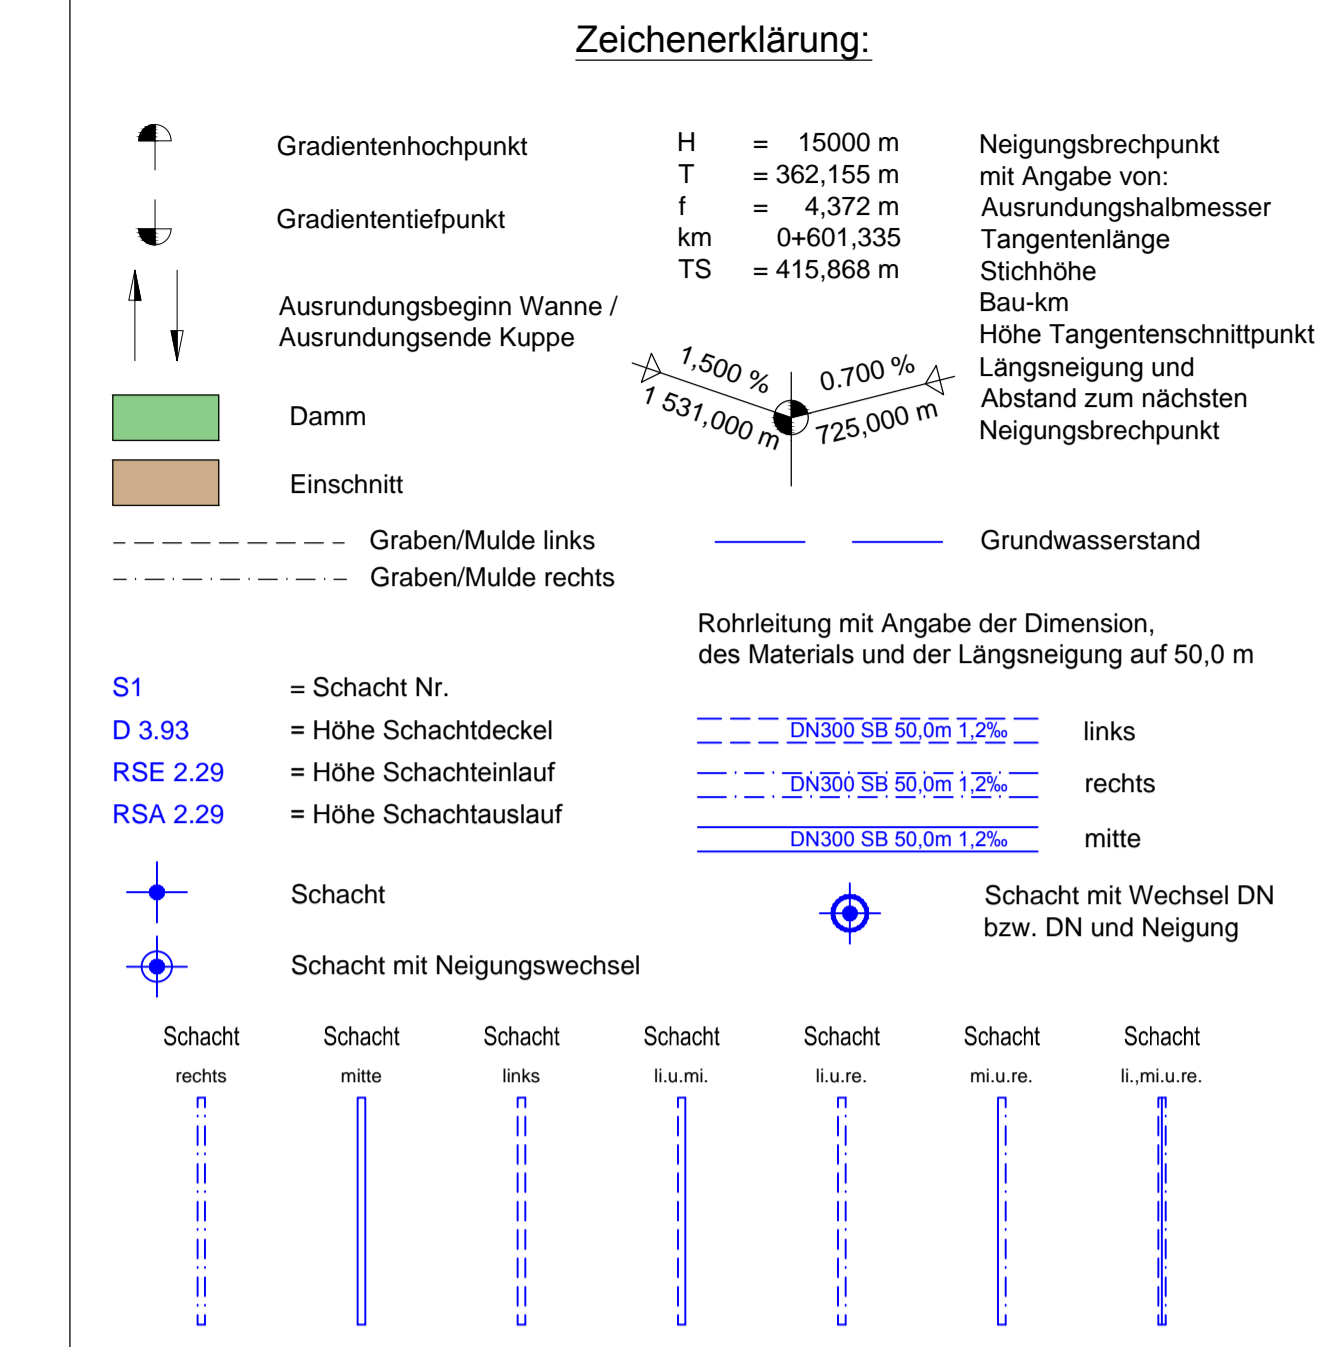 Zeichenerklärung:
Gradientenhochpunkt
Gradiententiefpunkt
Ausrundungsbeginn Wanne /
Ausrundungsende Kuppe
Damm
Einschnitt
Graben/Mulde links
Graben/Mulde rechts
H = 15000 m
T = 362,155 m
f = 4,372 m
km 0+601,335
TS = 415,868 m
Neigungsbrechpunkt
mit Angabe von:
Ausrundungshalbmesser
Tangentenlänge
Stichhöhe
Bau-km
Höhe Tangentenschnittpunkt
Längsneigung und
Abstand zum nächsten
Neigungsbrechpunkt
1,500 %
1 531,000 m
0.700 %
725,000 m
Grundwasserstand
Rohrleitung mit Angabe der Dimension,
des Materials und der Längsneigung auf 50,0 m
S1 = Schacht Nr.
D 3.93 = Höhe Schachtdeckel
RSE 2.29 = Höhe Schachteinlauf
RSA 2.29 = Höhe Schachtauslauf
DN300 SB 50,0m 1,2‰ links
DN300 SB 50,0m 1,2‰ rechts
DN300 SB 50,0m 1,2‰ mitte
Schacht
Schacht mit Neigungswechsel
Schacht mit Wechsel DN
bzw. DN und Neigung
Schacht Schacht Schacht Schacht Schacht Schacht Schacht
rechts mitte links li.u.mi. li.u.re. mi.u.re. li.,mi.u.re.